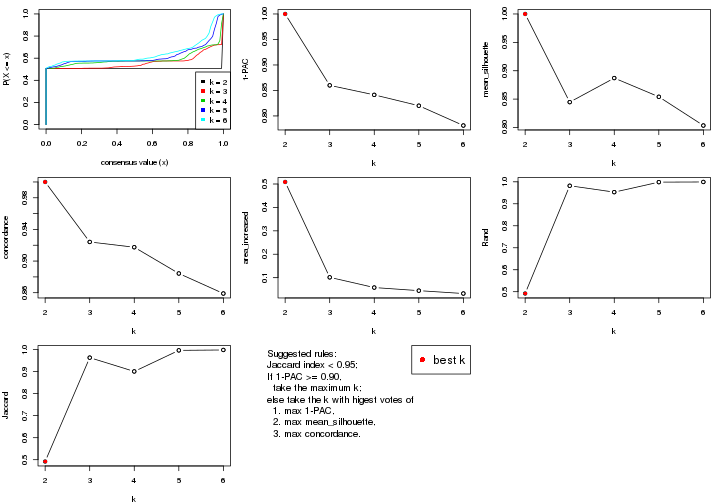 P(X <= x)
0.0 0.2 0.4 0.6 0.8 1.0
0.0 0.2 0.4 0.6 0.8 1.0
consensus value (x)
k = 2
k = 3
k = 4
k = 5
k = 6
1-PAC
0.80 0.85 0.90 0.95 1.00
2 3 4 5 6
k
mean_silhouette
0.80 0.85 0.90 0.95 1.00
2 3 4 5 6
k
concordance
0.86 0.90 0.94 0.98
2 3 4 5 6
k
area_increased
0.1 0.2 0.3 0.4 0.5
2 3 4 5 6
k
Rand
0.5 0.6 0.7 0.8 0.9 1.0
2 3 4 5 6
k
Jaccard
0.5 0.6 0.7 0.8 0.9 1.0
2 3 4 5 6
k
Suggested rules:
Jaccard index < 0.95;
If 1-PAC >= 0.90,
take the maximum k;
else take the k with higest votes of
1. max 1-PAC,
2. max mean_silhouette,
3. max concordance.
best k